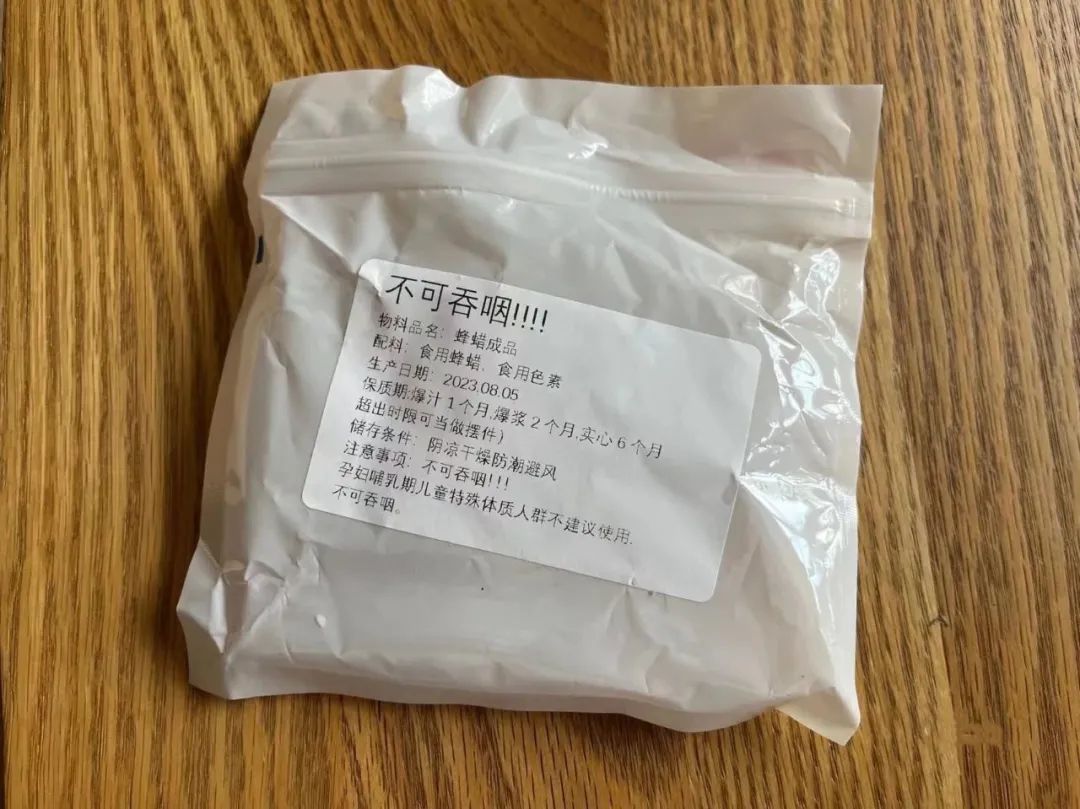 不可吞咽!!!!
物料品名：蜂蜡成品
配料：食用蜂蜡、食用色素
生产日期：2023.08.05
保质期:爆汁1个月,爆浆2个月,实心6个月
超出时限可当做摆件）
储存条件：阴凉干燥防潮避风
注意事项：不可吞咽!!!
孕妇哺乳期儿童特殊体质人群不建议使用.
不可吞咽。